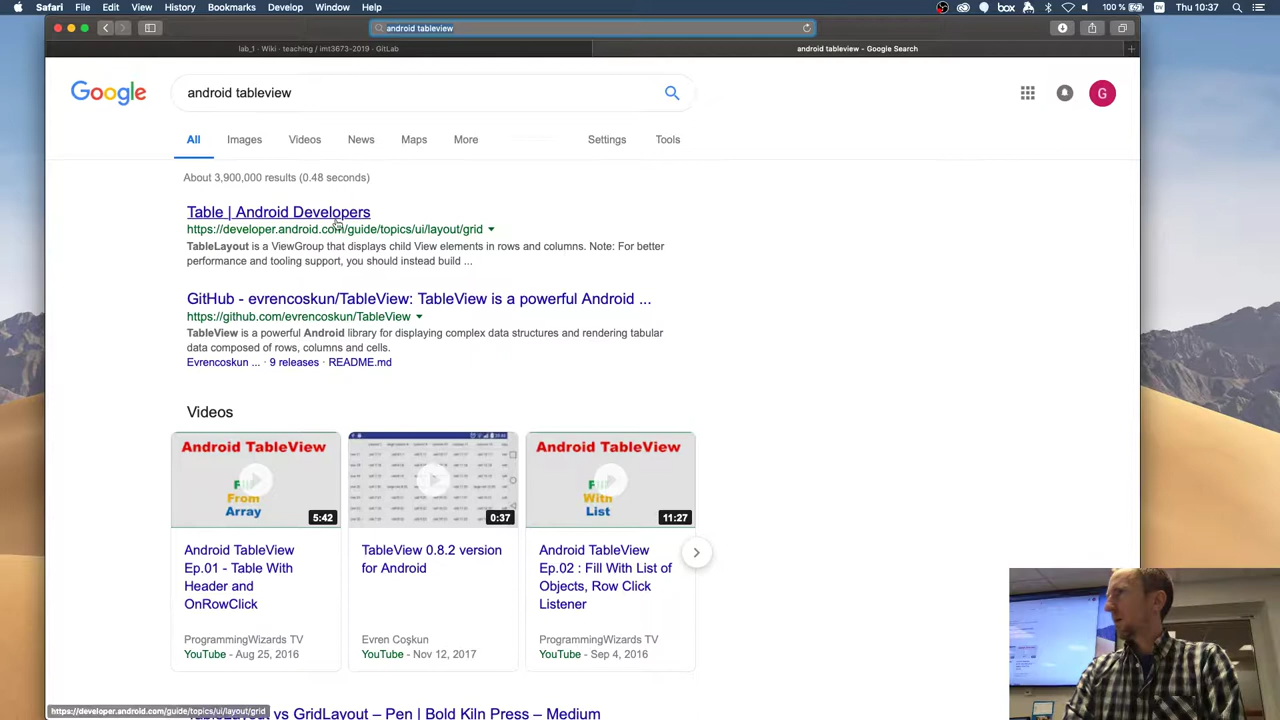 Safari File Edit View History Bookmarks Develop Window Help 100 % DV Thu 17 Jan 10:37
android tableview
lab_1 · Wiki · teaching / imt3673-2019 · GitLab
android tableview - Google Search
Google
android tableview
G
All Images Videos News Maps More Settings Tools
About 3,900,000 results (0.48 seconds)
Table | Android Developers
https://developer.android.com/guide/topics/ui/layout/grid
TableLayout is a ViewGroup that displays child View elements in rows and columns. Note: For better
performance and tooling support, you should instead build ...
GitHub - evrencoskun/TableView: TableView is a powerful Android ...
https://github.com/evrencoskun/TableView
TableView is a powerful Android library for displaying complex data structures and rendering tabular
data composed of rows, columns and cells.
Evrencoskun ... · 9 releases · README.md
Videos
Android TableView
Fill
From
Array
5:42
0:37
Android TableView
Fill
With
List
11:27
Android TableView
Ep.01 - Table With
Header and
OnRowClick
ProgrammingWizards TV
YouTube - Aug 25, 2016
TableView 0.8.2 version
for Android
Evren Coşkun
YouTube - Nov 12, 2017
Android TableView
Ep.02 : Fill With List of
Objects, Row Click
Listener
ProgrammingWizards TV
YouTube - Sep 4, 2016
https://developer.android.com/guide/topics/ui/layout/grid
TableLayout vs GridLayout – Pen | Bold Kiln Press – Medium